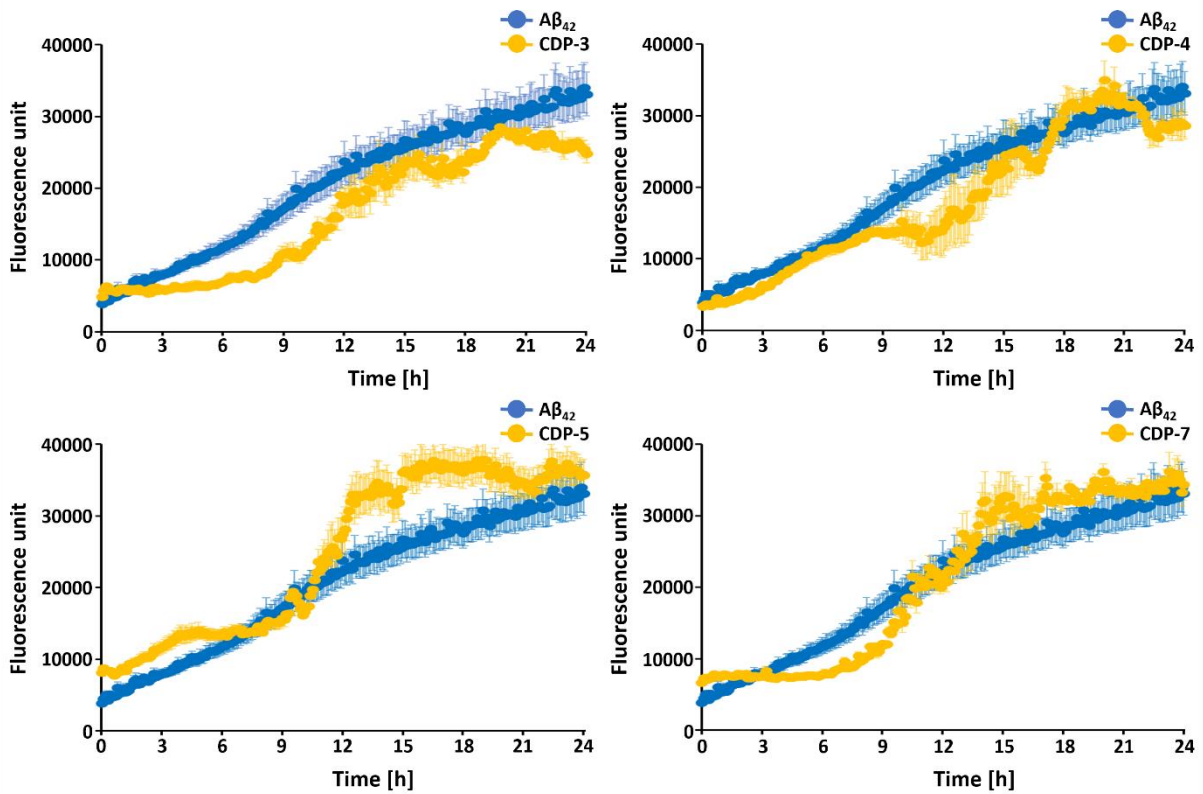 Aβ₄₂
CDP-3
Fluorescence unit
40000
30000
20000
10000
0
0 3 6 9 12 15 18 21 24
Time [h]
Aβ₄₂
CDP-4
Fluorescence unit
40000
30000
20000
10000
0
0 3 6 9 12 15 18 21 24
Time [h]
Aβ₄₂
CDP-5
Fluorescence unit
40000
30000
20000
10000
0
0 3 6 9 12 15 18 21 24
Time [h]
Aβ₄₂
CDP-7
Fluorescence unit
40000
30000
20000
10000
0
0 3 6 9 12 15 18 21 24
Time [h]